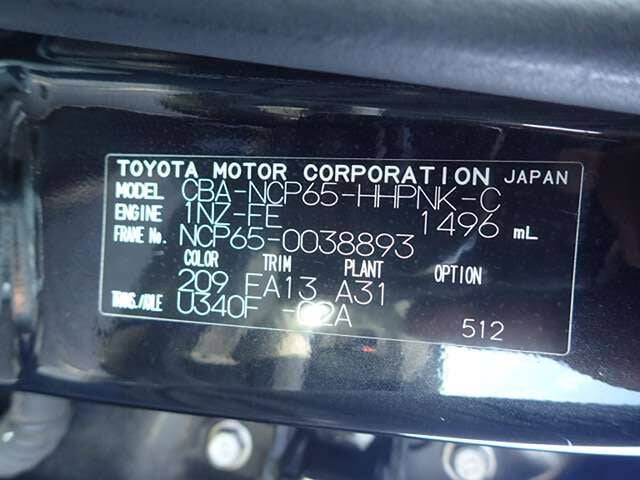 TOYOTA MOTOR CORPORATION JAPAN
MODEL CBA-NCP65-HHPNK-C
ENGINE 1NZ-FE 1496 mL
FRAME No. NCP65-0038893
COLOR TRIM PLANT OPTION
209 EA13 A31
TRANS./AXLE U340F -02A
512